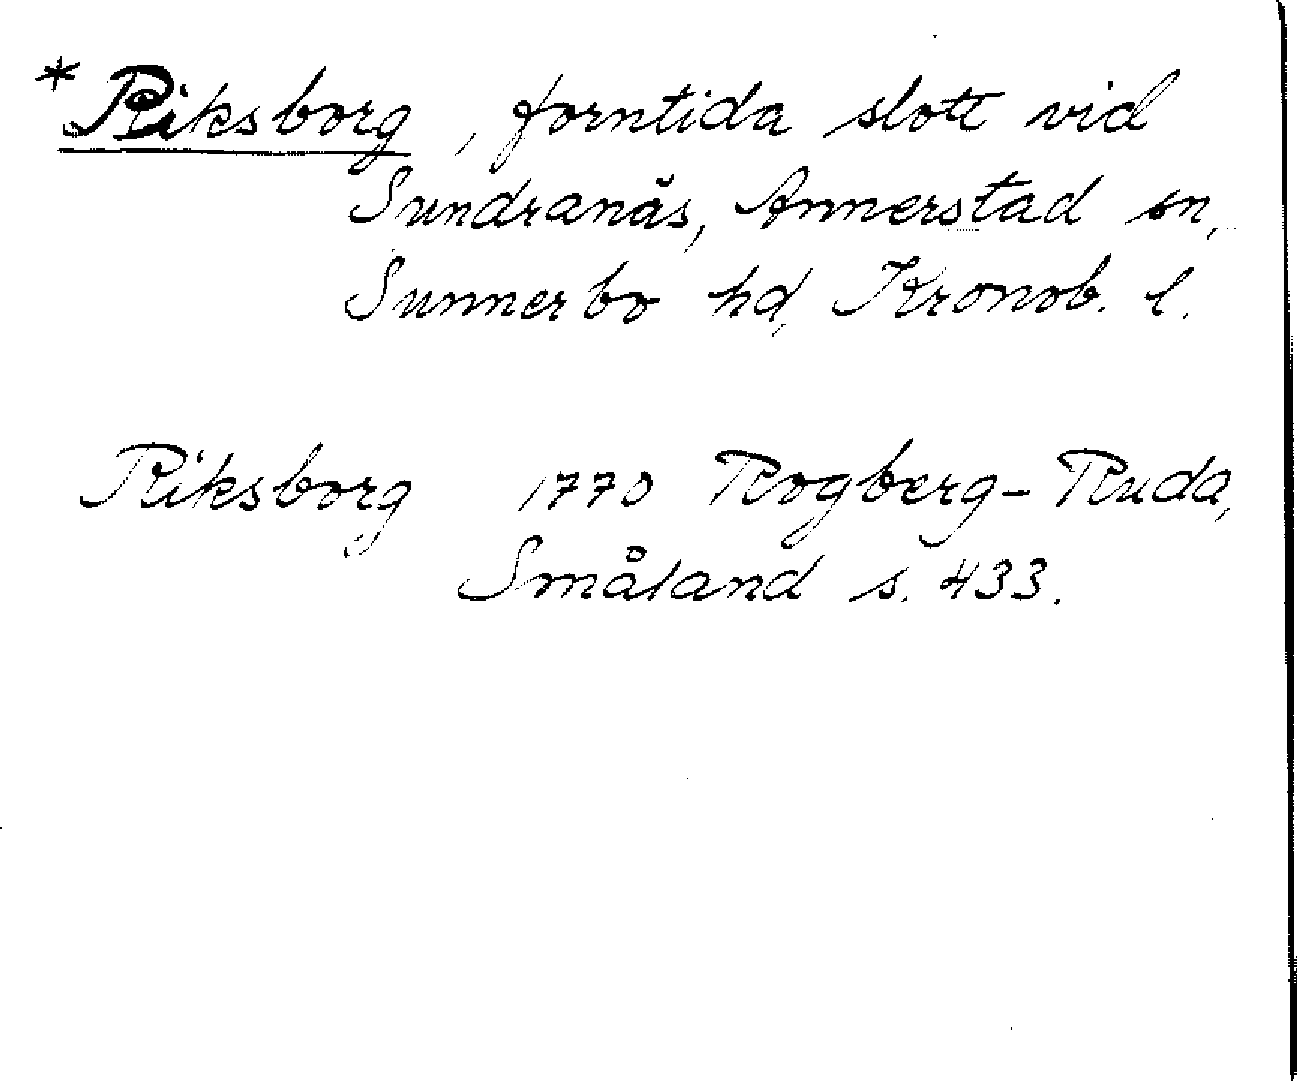 *Riksborg, forntida slott vid
Sundranäs, Annerstad sn,
Sunnerbo hd, Kronob. l.
Riksborg 1770 Rogberg-Ruda,
Småland s. 433.